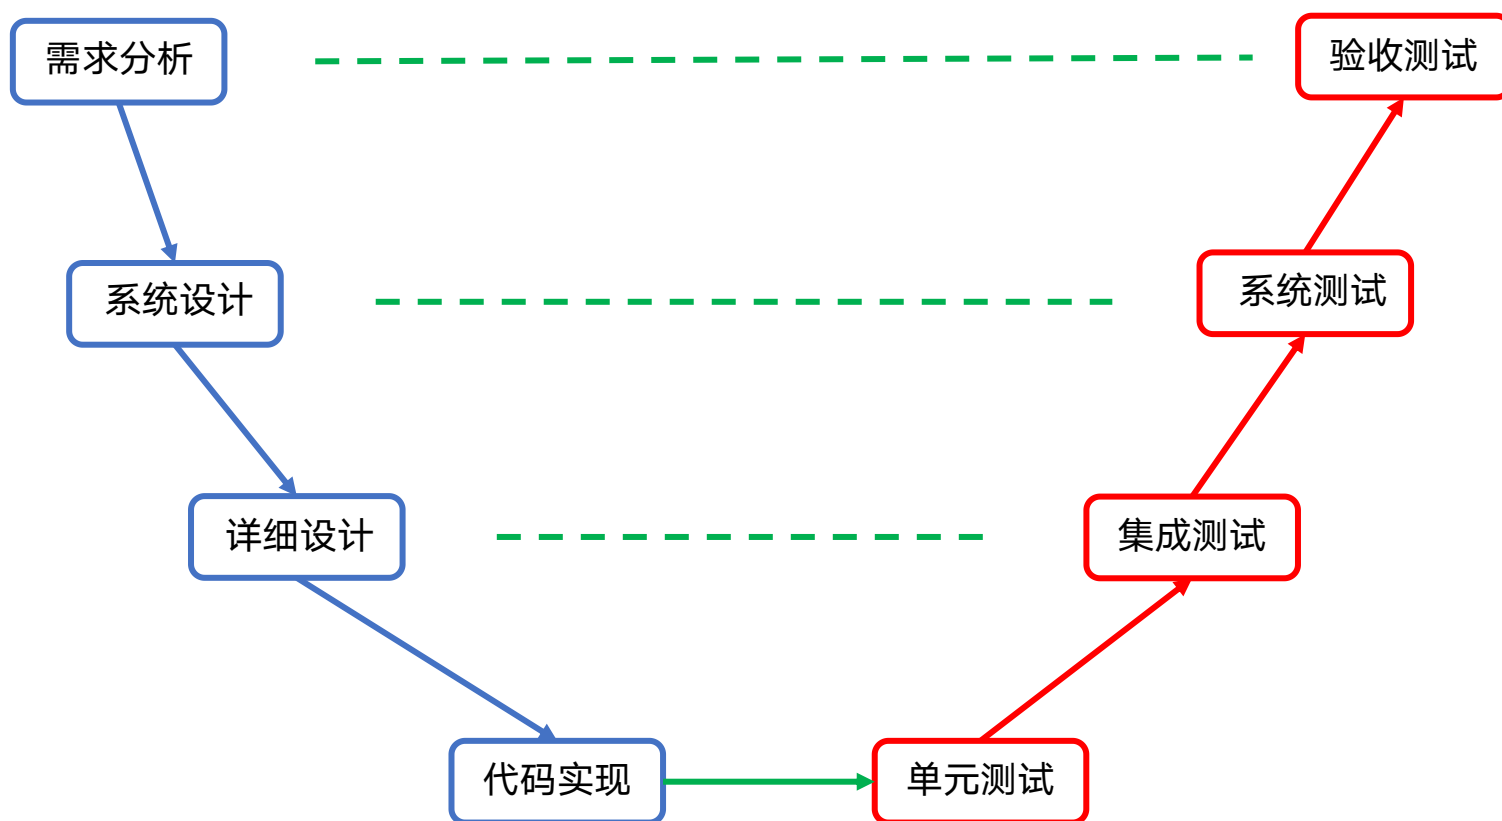 需求分析
验收测试
系统设计
系统测试
详细设计
集成测试
代码实现
单元测试